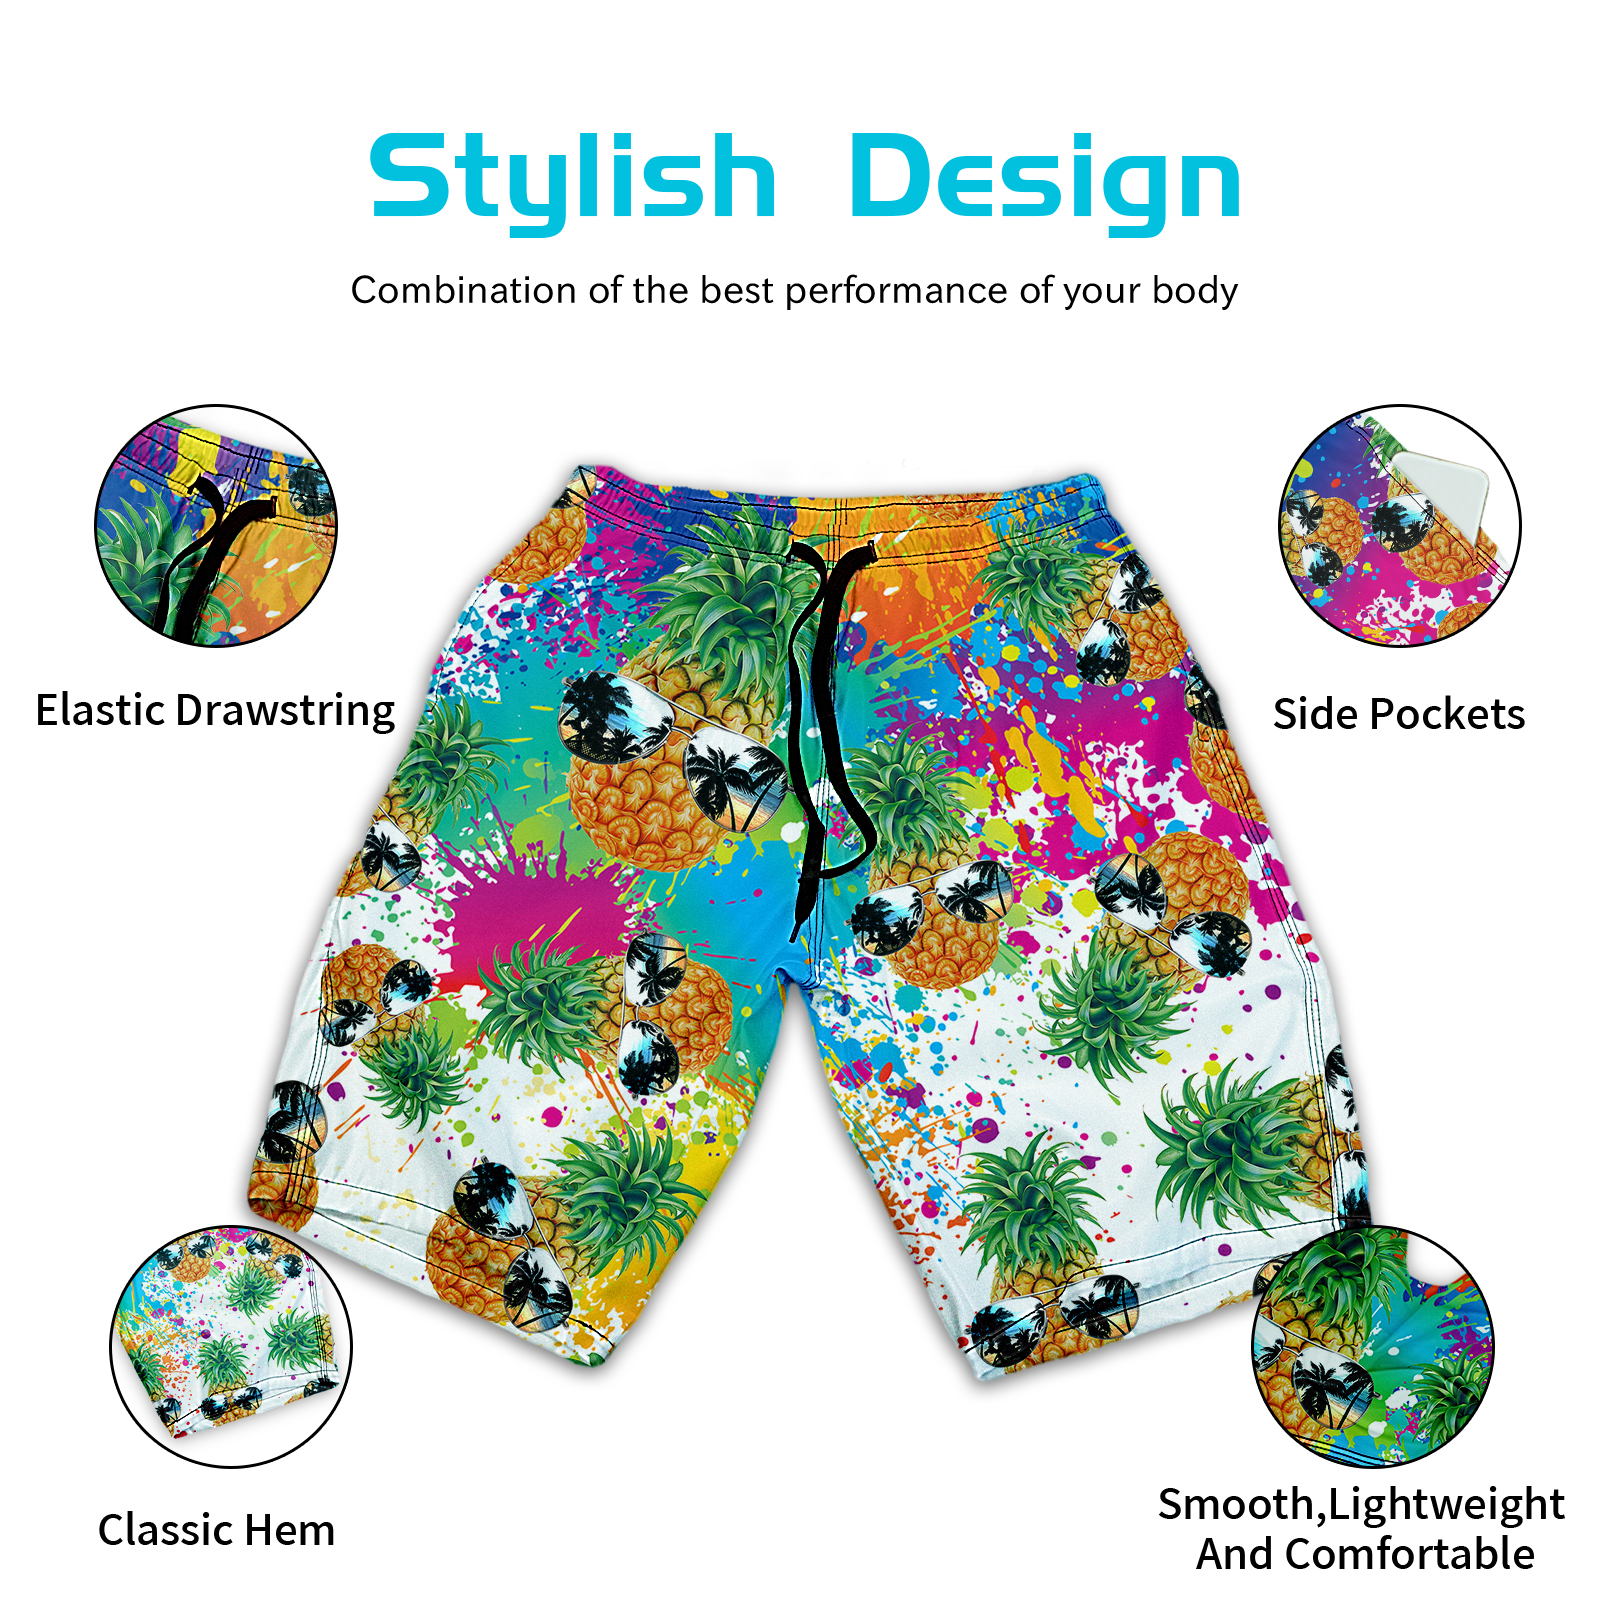 Stylish Design
Combination of the best performance of your body
Elastic Drawstring
Side Pockets
Classic Hem
Smooth,Lightweight
And Comfortable